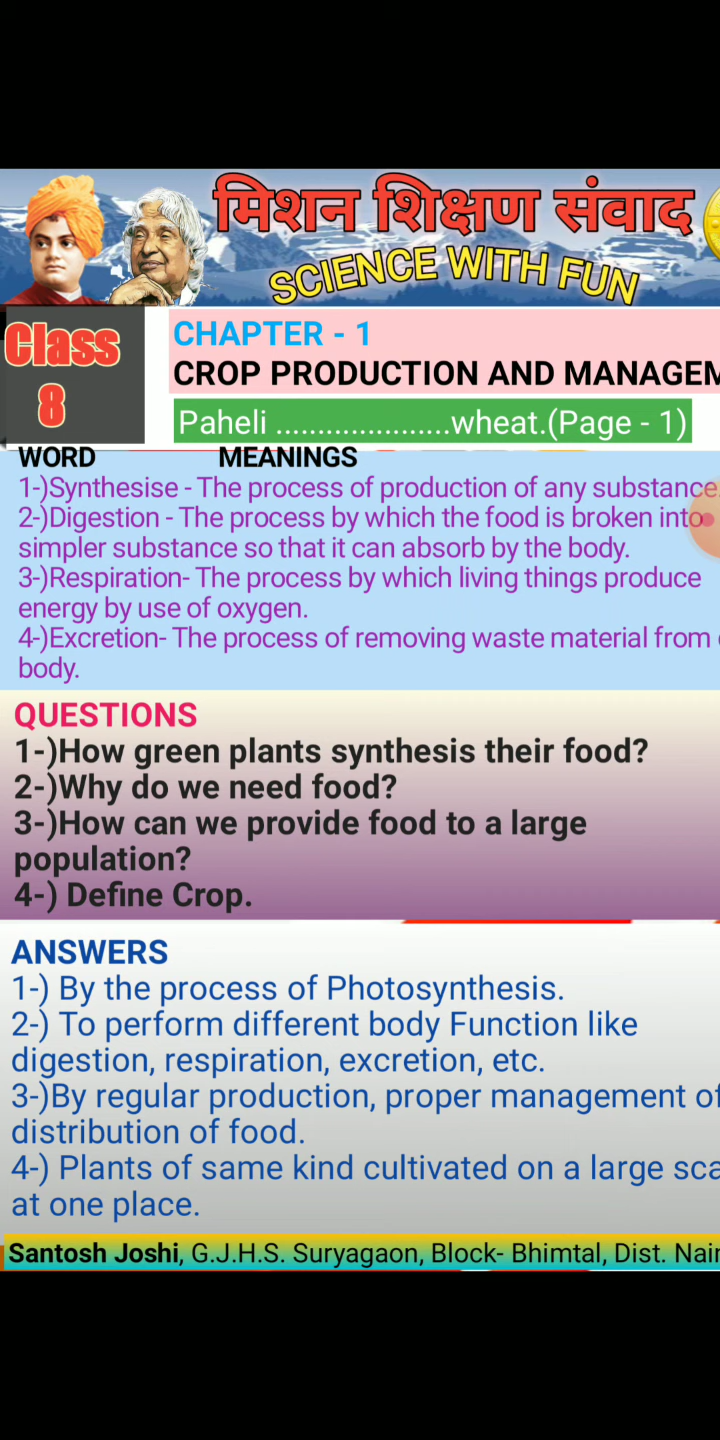 मिशन शिक्षण संवाद
SCIENCE WITH FUN
Class
8
CHAPTER - 1
CROP PRODUCTION AND MANAGEM
Paheli .....................wheat.(Page - 1)
WORD MEANINGS
1-)Synthesise - The process of production of any substance
2-)Digestion - The process by which the food is broken into
simpler substance so that it can absorb by the body.
3-)Respiration- The process by which living things produce
energy by use of oxygen.
4-)Excretion- The process of removing waste material from
body.
QUESTIONS
1-)How green plants synthesis their food?
2-)Why do we need food?
3-)How can we provide food to a large
population?
4-) Define Crop.
ANSWERS
1-) By the process of Photosynthesis.
2-) To perform different body Function like
digestion, respiration, excretion, etc.
3-)By regular production, proper management of
distribution of food.
4-) Plants of same kind cultivated on a large sca
at one place.
Santosh Joshi, G.J.H.S. Suryagaon, Block- Bhimtal, Dist. Nai